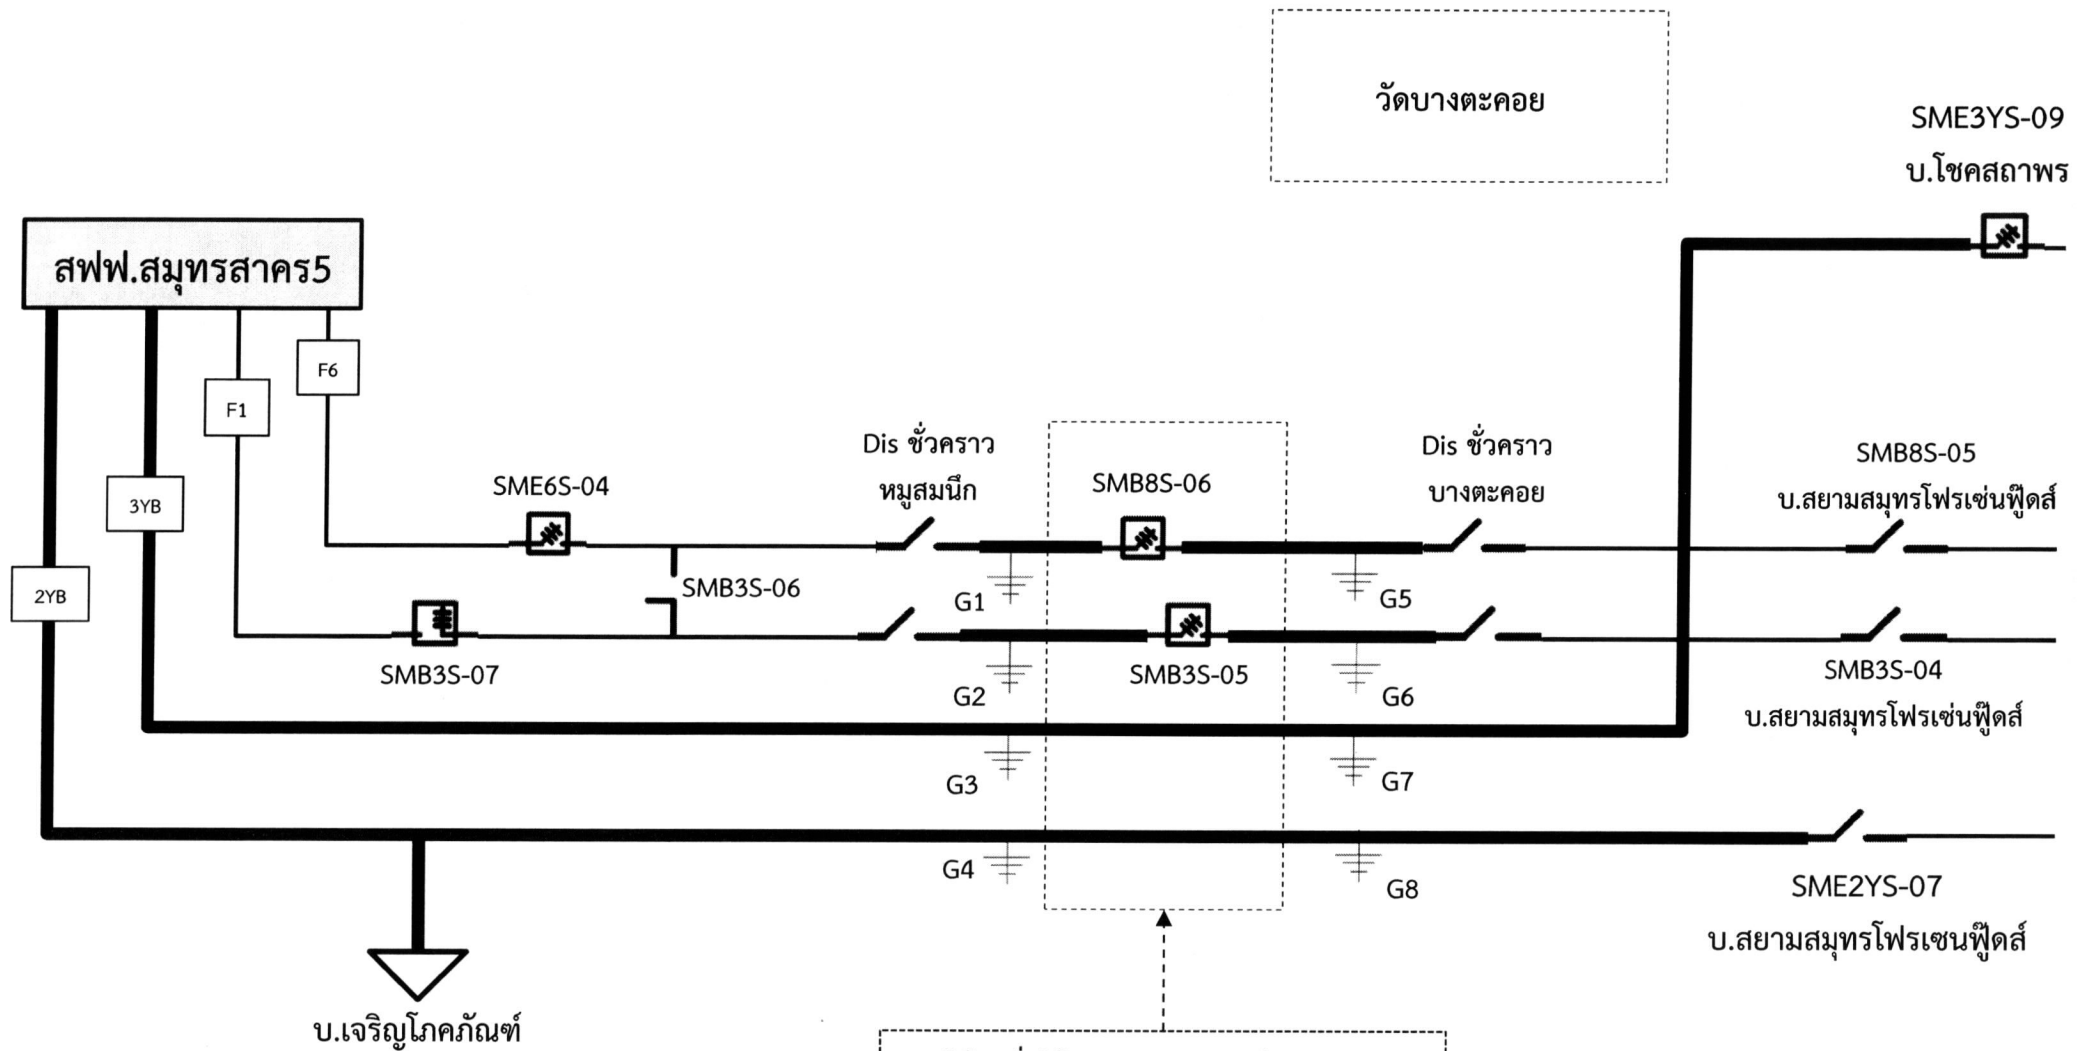 วัดบางตะคอย
SME3YS-09
บ.โชคสถาพร
สฟฟ.สมุทรสาคร5
F6
F1
3YB
2YB
SME6S-04
Dis ชั่วคราว
หมูสมนึก
SMB8S-06
Dis ชั่วคราว
บางตะคอย
SMB8S-05
บ.สยามสมุทรโฟรเซ่นฟู๊ดส์
SMB3S-06
G1
G5
SMB3S-07
SMB3S-05
SMB3S-04
บ.สยามสมุทรโฟรเซ่นฟู๊ดส์
G2
G6
G3
G7
G4
G8
SME2YS-07
บ.สยามสมุทรโฟรเซนฟู๊ดส์
บ.เจริญโภคภัณฑ์